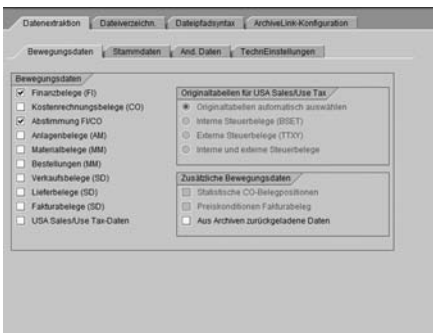 Datenextraktion Dateiverzeichn. Dateipfadsyntax ArchiveLink-Konfiguration
Bewegungsdaten Stammdaten And. Daten TechnEinstellungen
Bewegungsdaten
Finanzbelege (FI)
Kostenrechnungsbelege (CO)
Abstimmung FI/CO
Anlagenbelege (AM)
Materialbelege (MM)
Bestellungen (MM)
Verkaufsbelege (SD)
Lieferbelege (SD)
Fakturabelege (SD)
USA Sales/Use Tax-Daten
Originaltabellen für USA Sales/Use Tax
Originaltabellen automatisch auswählen
Interne Steuerbelege (BSET)
Externe Steuerbelege (TTXY)
Interne und externe Steuerbelege
Zusätzliche Bewegungsdaten
Statistische CO-Belegpositionen
Preiskonditionen Fakturabeleg
Aus Archiven zurückgeladene Daten